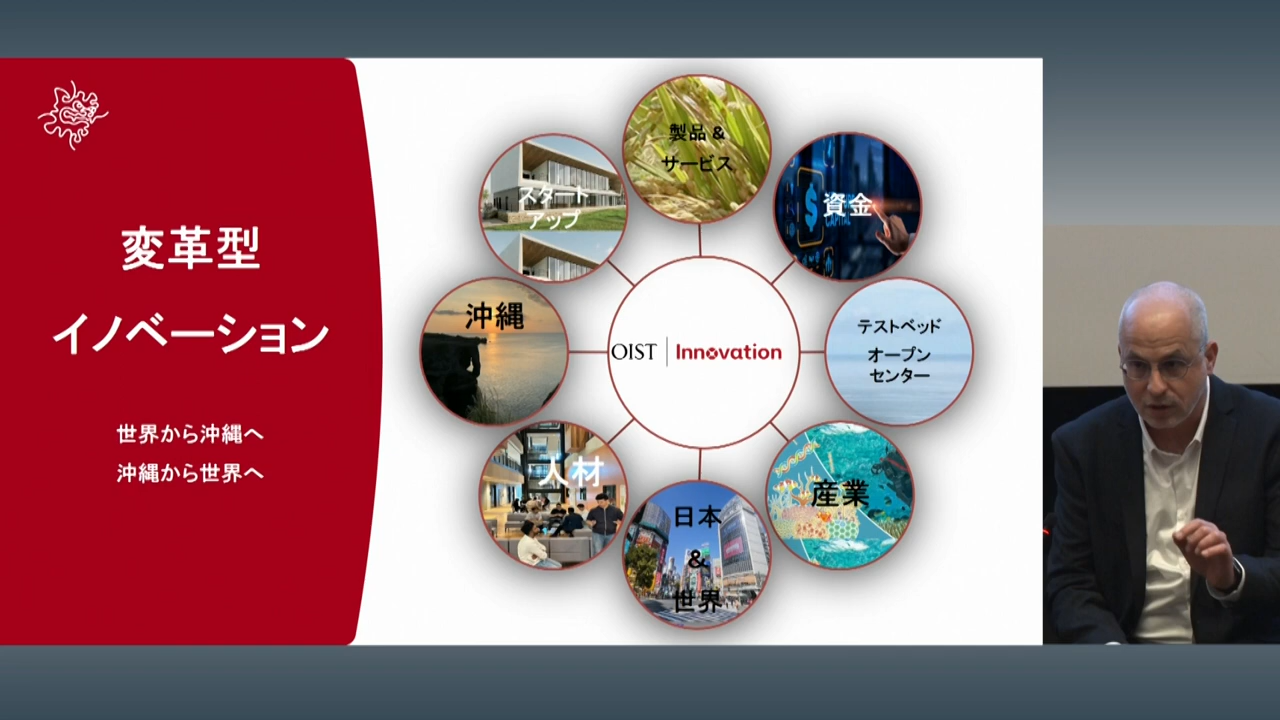 変革型
イノベーション
世界から沖縄へ
沖縄から世界へ
製品 &
サービス
スタート
アップ
資金
CAPITAL
沖縄
OIST | Innovation
テストベッド
オープン
センター
人材
産業
日本
&
世界